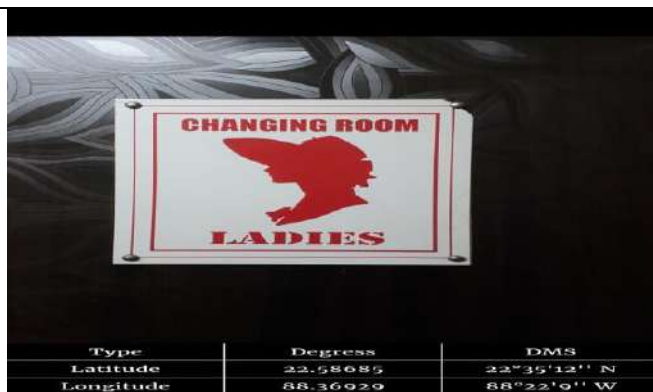 CHANGING ROOM
LADIES
Type Degress DMS
Latitude 22.58685 22°35'12'' N
Longitude 88.36929 88°22'9'' W